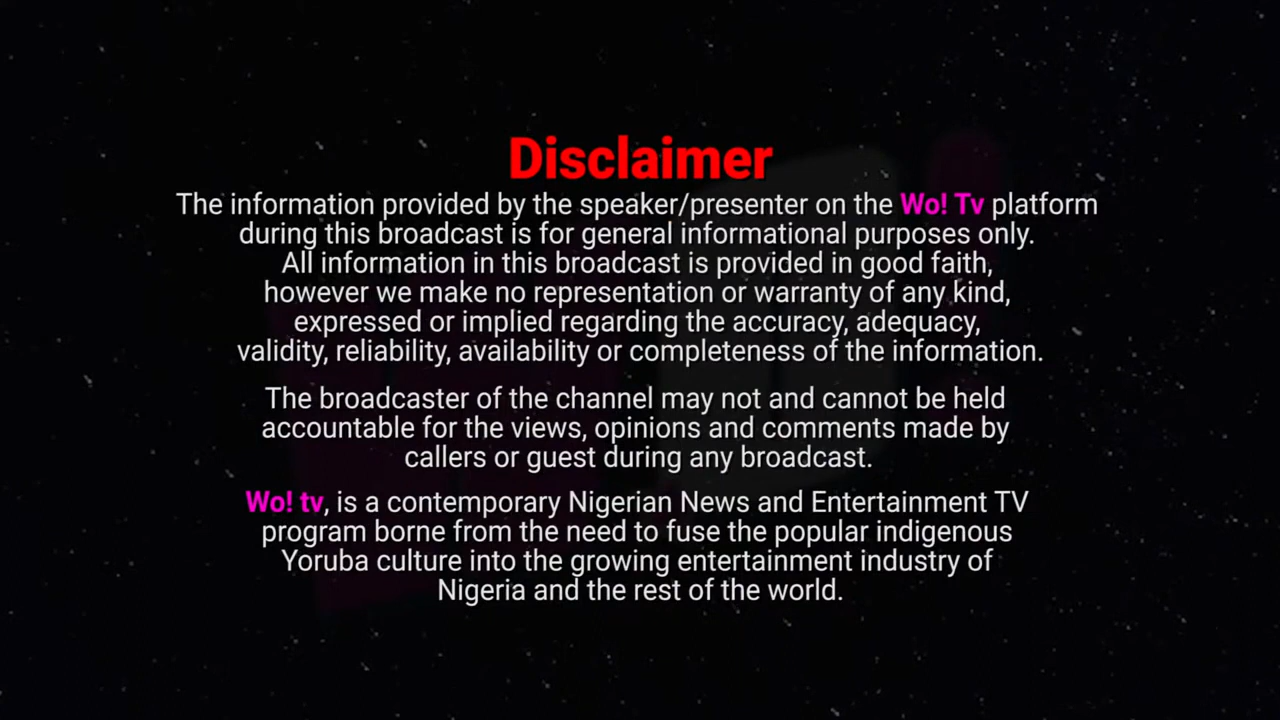 Disclaimer
The information provided by the speaker/presenter on the Wo! Tv platform
during this broadcast is for general informational purposes only.
All information in this broadcast is provided in good faith,
however we make no representation or warranty of any kind,
expressed or implied regarding the accuracy, adequacy,
validity, reliability, availability or completeness of the information.
The broadcaster of the channel may not and cannot be held
accountable for the views, opinions and comments made by
callers or guest during any broadcast.
Wo! tv, is a contemporary Nigerian News and Entertainment TV
program borne from the need to fuse the popular indigenous
Yoruba culture into the growing entertainment industry of
Nigeria and the rest of the world.